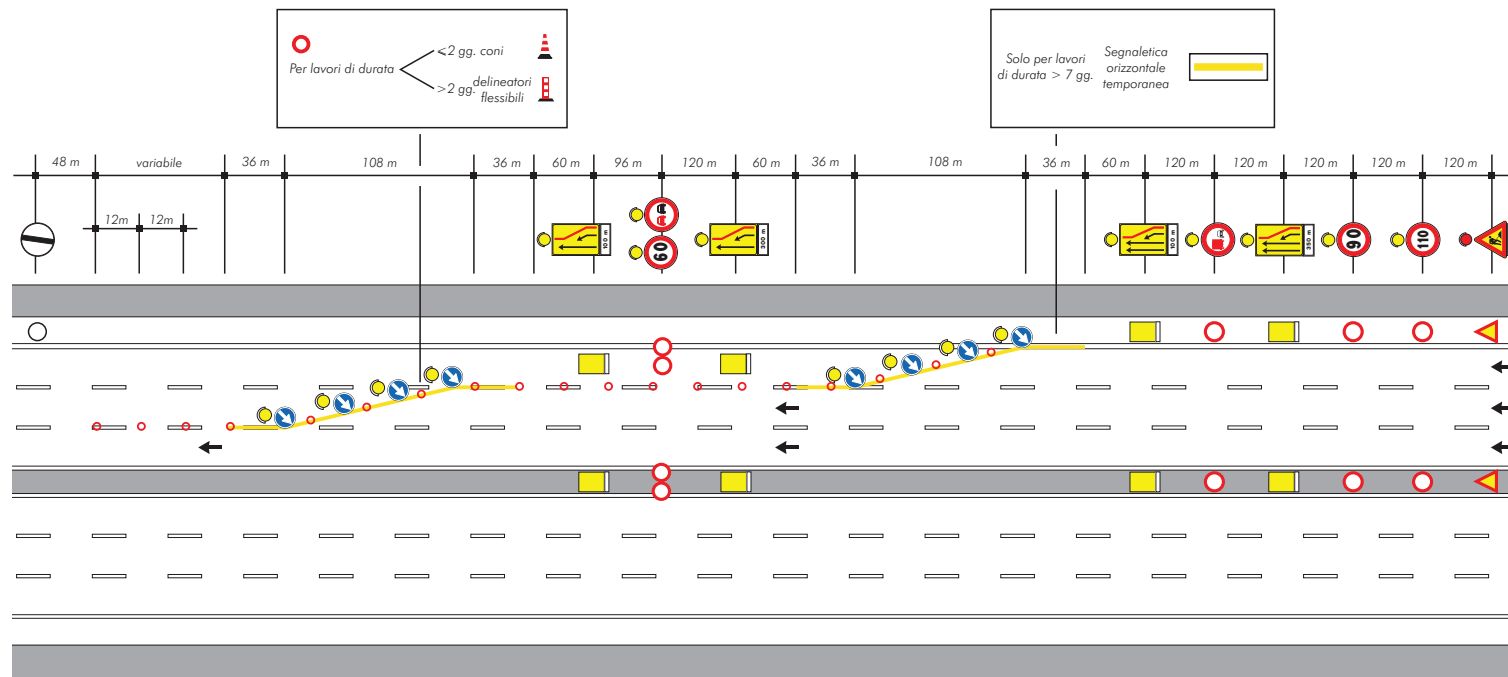 <2 gg. coni
Per lavori di durata
>2 gg. delineatori
flessibili
Solo per lavori
di durata > 7 gg.
Segnaletica
orizzontale
temporanea
48 m variabile 36 m 108 m 36 m 60 m 96 m 120 m 60 m 36 m 108 m 36 m 60 m 120 m 120 m 120 m 120 m 120 m
12m 12m
100 m
60
300 m
100 m
350 m
90
110